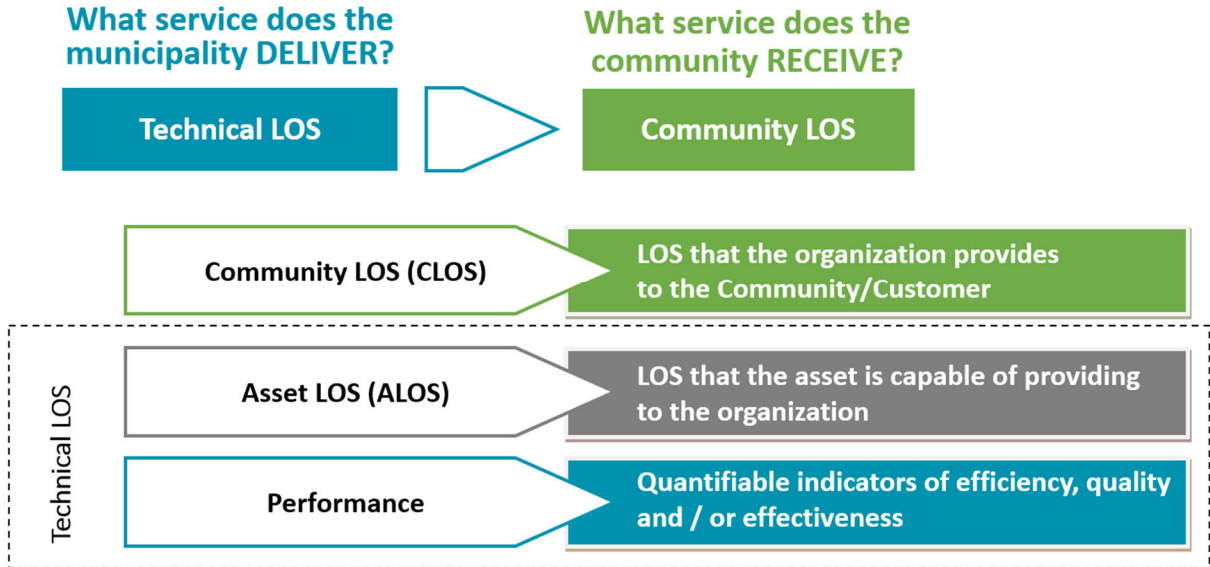 What service does the
municipality DELIVER?
What service does the
community RECEIVE?
Technical LOS
Community LOS
Community LOS (CLOS)
LOS that the organization provides
to the Community/Customer
Technical LOS
Asset LOS (ALOS)
LOS that the asset is capable of providing
to the organization
Performance
Quantifiable indicators of efficiency, quality
and / or effectiveness